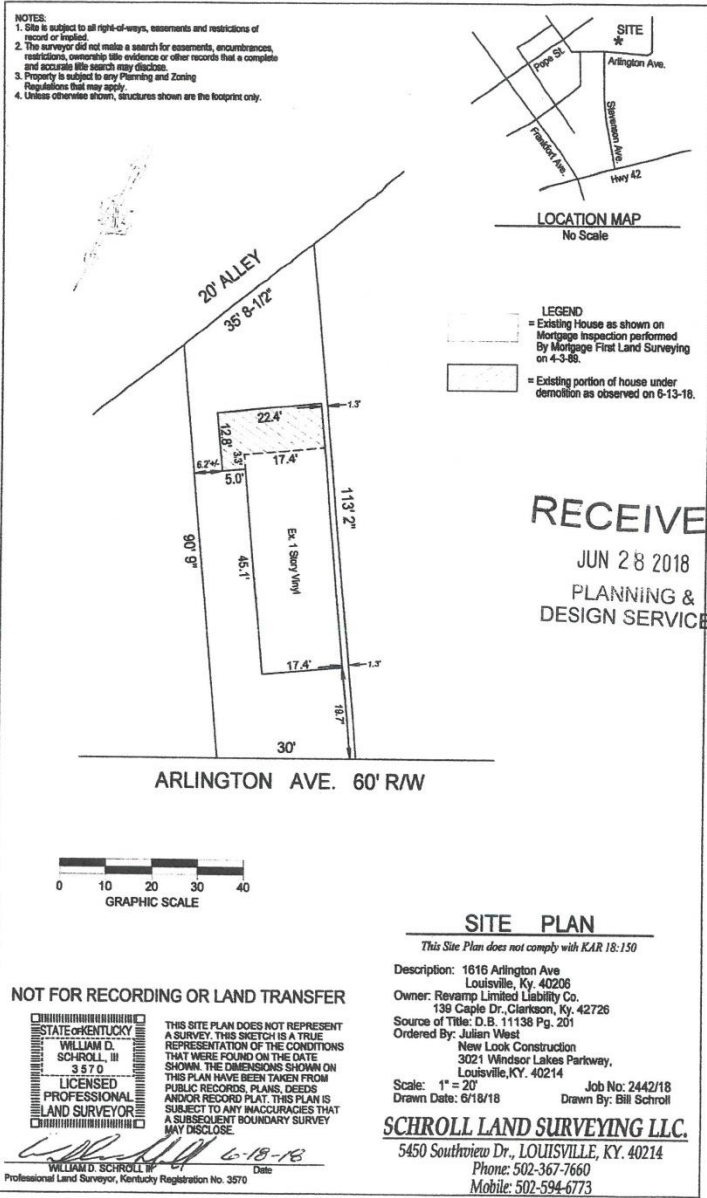 NOTES:
1. Site is subject to all right-of-ways, easements and restrictions of
record or implied.
2. The surveyor did not make a search for easements, encumbrances,
restrictions, ownership title evidence or other records that a complete
and accurate title search may disclose.
3. Property is subject to any Planning and Zoning
Regulations that may apply.
4. Unless otherwise shown, structures shown are the footprint only.
SITE
*
Pope St.
Arlington Ave.
Stevenson Ave.
Frankfort Ave.
Hwy 42
LOCATION MAP
No Scale
20' ALLEY
35' 8-1/2"
LEGEND
= Existing House as shown on
Mortgage Inspection performed
By Mortgage First Land Surveying
on 4-3-89.
= Existing portion of house under
demolition as observed on 6-13-18.
22.4'
1.3'
12.8'
3.3'
17.4'
6.2'+/-
5.0'
113' 2"
90' 9"
45.1'
Ex. 1 Story Vinyl
17.4'
1.3'
19.7'
30'
ARLINGTON AVE. 60' R/W
RECEIVE
JUN 28 2018
PLANNING &
DESIGN SERVICE
0 10 20 30 40
GRAPHIC SCALE
SITE PLAN
This Site Plan does not comply with KAR 18:150
Description: 1616 Arlington Ave
Louisville, Ky. 40206
Owner: Revamp Limited Liability Co.
139 Caple Dr.,Clarkson, Ky. 42726
Source of Title: D.B. 11138 Pg. 201
Ordered By: Julian West
New Look Construction
3021 Windsor Lakes Parkway,
Louisville,KY. 40214
Scale: 1" = 20' Job No: 2442/18
Drawn Date: 6/18/18 Drawn By: Bill Schroll
SCHROLL LAND SURVEYING LLC.
5450 Southview Dr., LOUISVILLE, KY. 40214
Phone: 502-367-7660
Mobile: 502-594-6773
NOT FOR RECORDING OR LAND TRANSFER
STATE OF KENTUCKY
WILLIAM D.
SCHROLL, III
3570
LICENSED
PROFESSIONAL
LAND SURVEYOR
THIS SITE PLAN DOES NOT REPRESENT
A SURVEY. THIS SKETCH IS A TRUE
REPRESENTATION OF THE CONDITIONS
THAT WERE FOUND ON THE DATE
SHOWN. THE DIMENSIONS SHOWN ON
THIS PLAN HAVE BEEN TAKEN FROM
PUBLIC RECORDS, PLANS, DEEDS
AND/OR RECORD PLAT. THIS PLAN IS
SUBJECT TO ANY INACCURACIES THAT
A SUBSEQUENT BOUNDARY SURVEY
MAY DISCLOSE.
6-18-18
WILLIAM D. SCHROLL III Date
Professional Land Surveyor, Kentucky Registration No. 3570